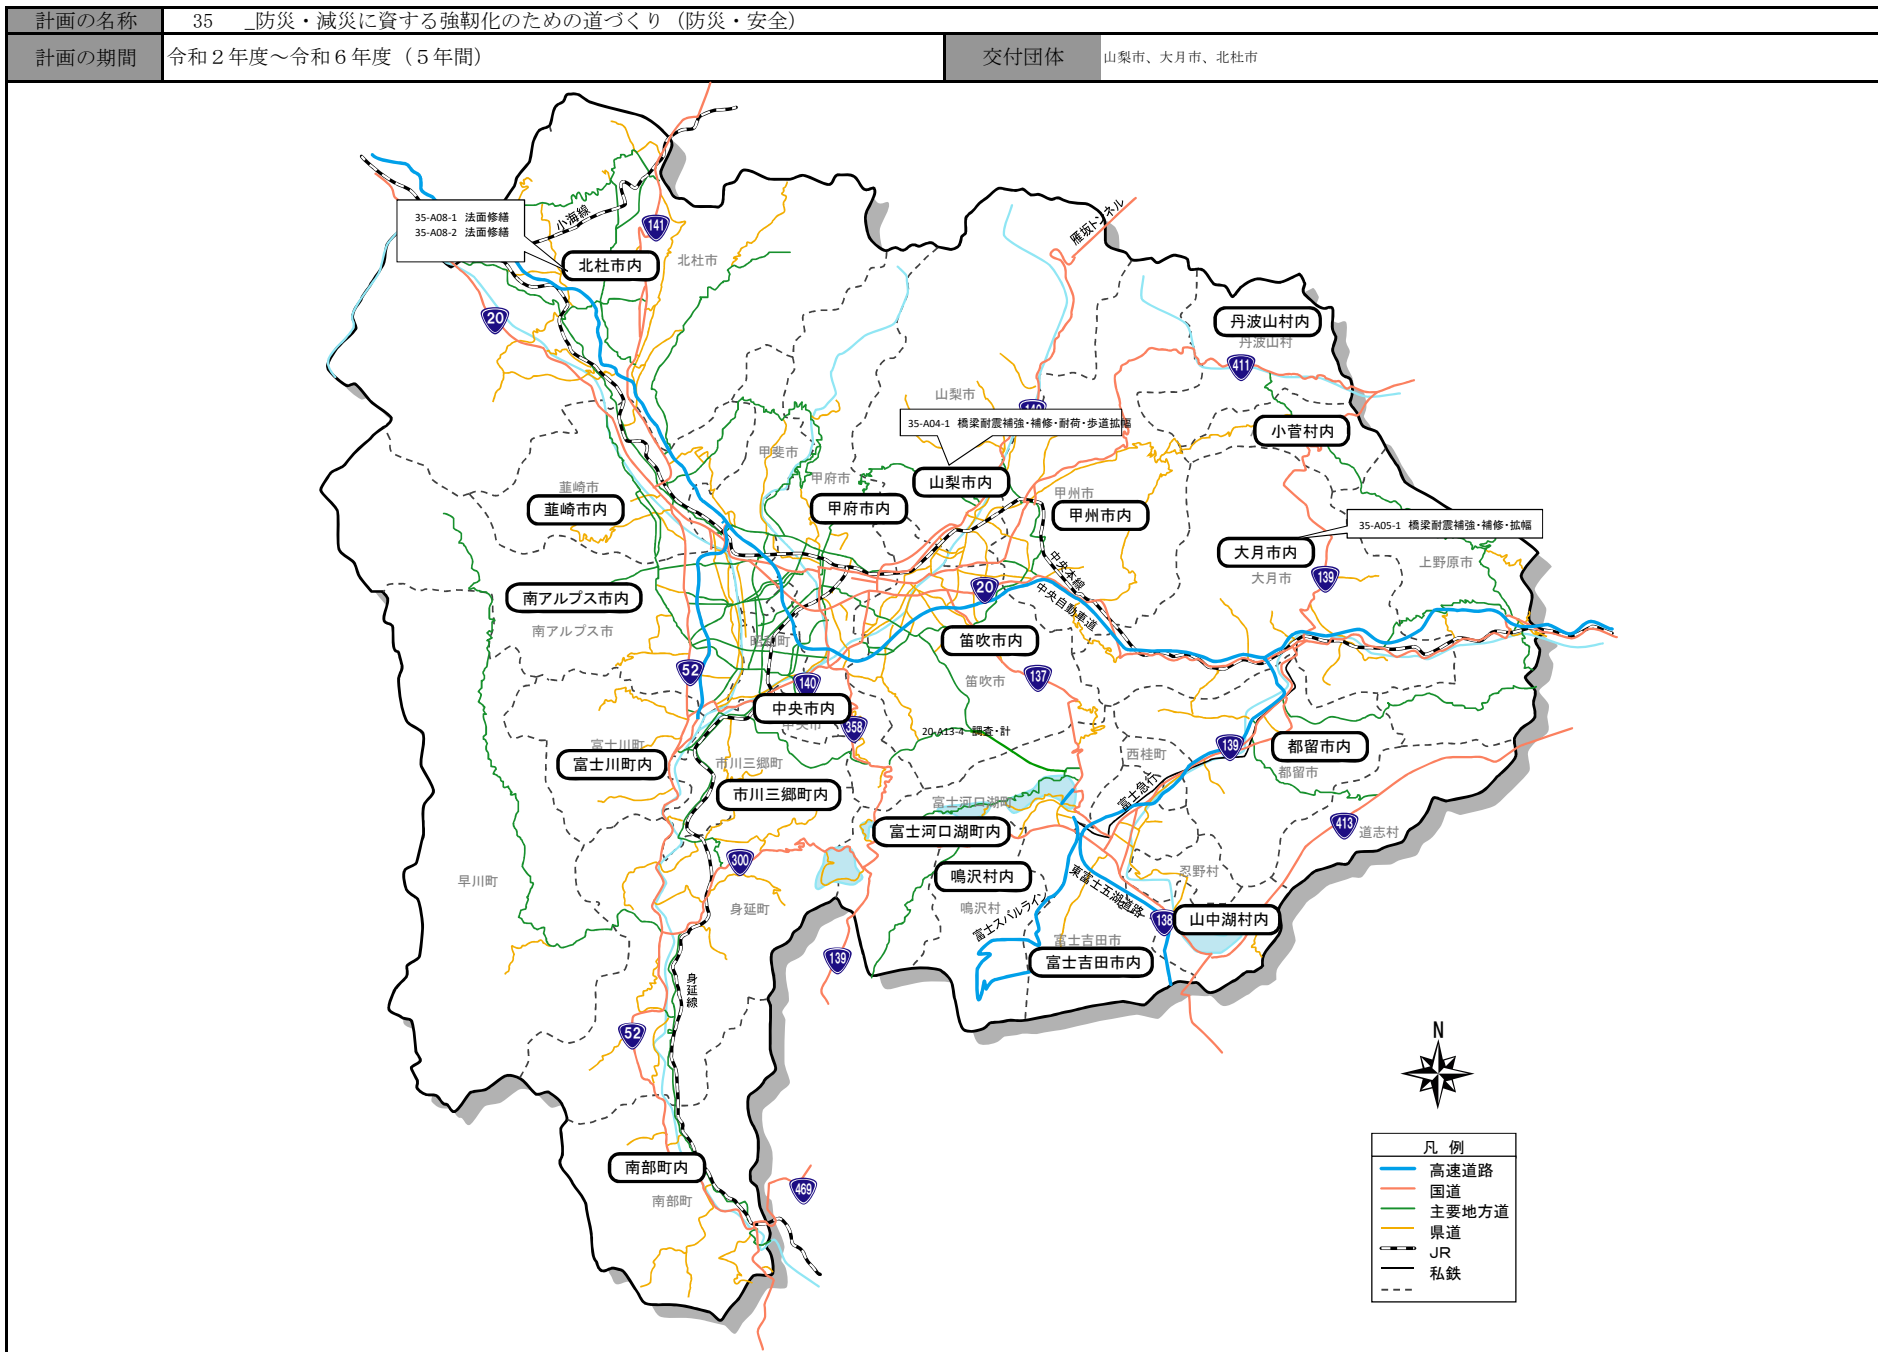 計画の名称
35 _防災・減災に資する強靭化のための道づくり（防災・安全）
計画の期間
令和２年度～令和６年度（５年間）
交付団体
山梨市、大月市、北杜市
35-A08-1 法面修繕
35-A08-2 法面修繕
小海線
141
北杜市内
北杜市
20
雁坂トンネル
丹波山村内
丹波山村
411
山梨市
35-A04-1 橋梁耐震補強・補修・耐荷・歩道拡幅
小菅村内
甲斐市
甲府市
山梨市内
韮崎市
韮崎市内
甲府市内
甲州市
甲州市内
35-A05-1 橋梁耐震補強・補修・拡幅
大月市内
大月市
139
上野原市
中央本線
中央自動車道
20
南アルプス市内
南アルプス市
昭和町
笛吹市内
笛吹市
137
52
140
中央市内
中央市
358
20-A13-4 調査・計
富士川町
富士川町内
市川三郷町
市川三郷町内
西桂町
139
都留市内
都留市
富士急行
富士河口湖町
富士河口湖町内
413
道志村
300
早川町
身延町
鳴沢村内
鳴沢村
忍野村
東富士五湖道路
富士スバルライン
138
山中湖村内
富士吉田市
富士吉田市内
139
身延線
52
N
南部町内
南部町
469
凡 例
高速道路
国道
主要地方道
県道
JR
私鉄